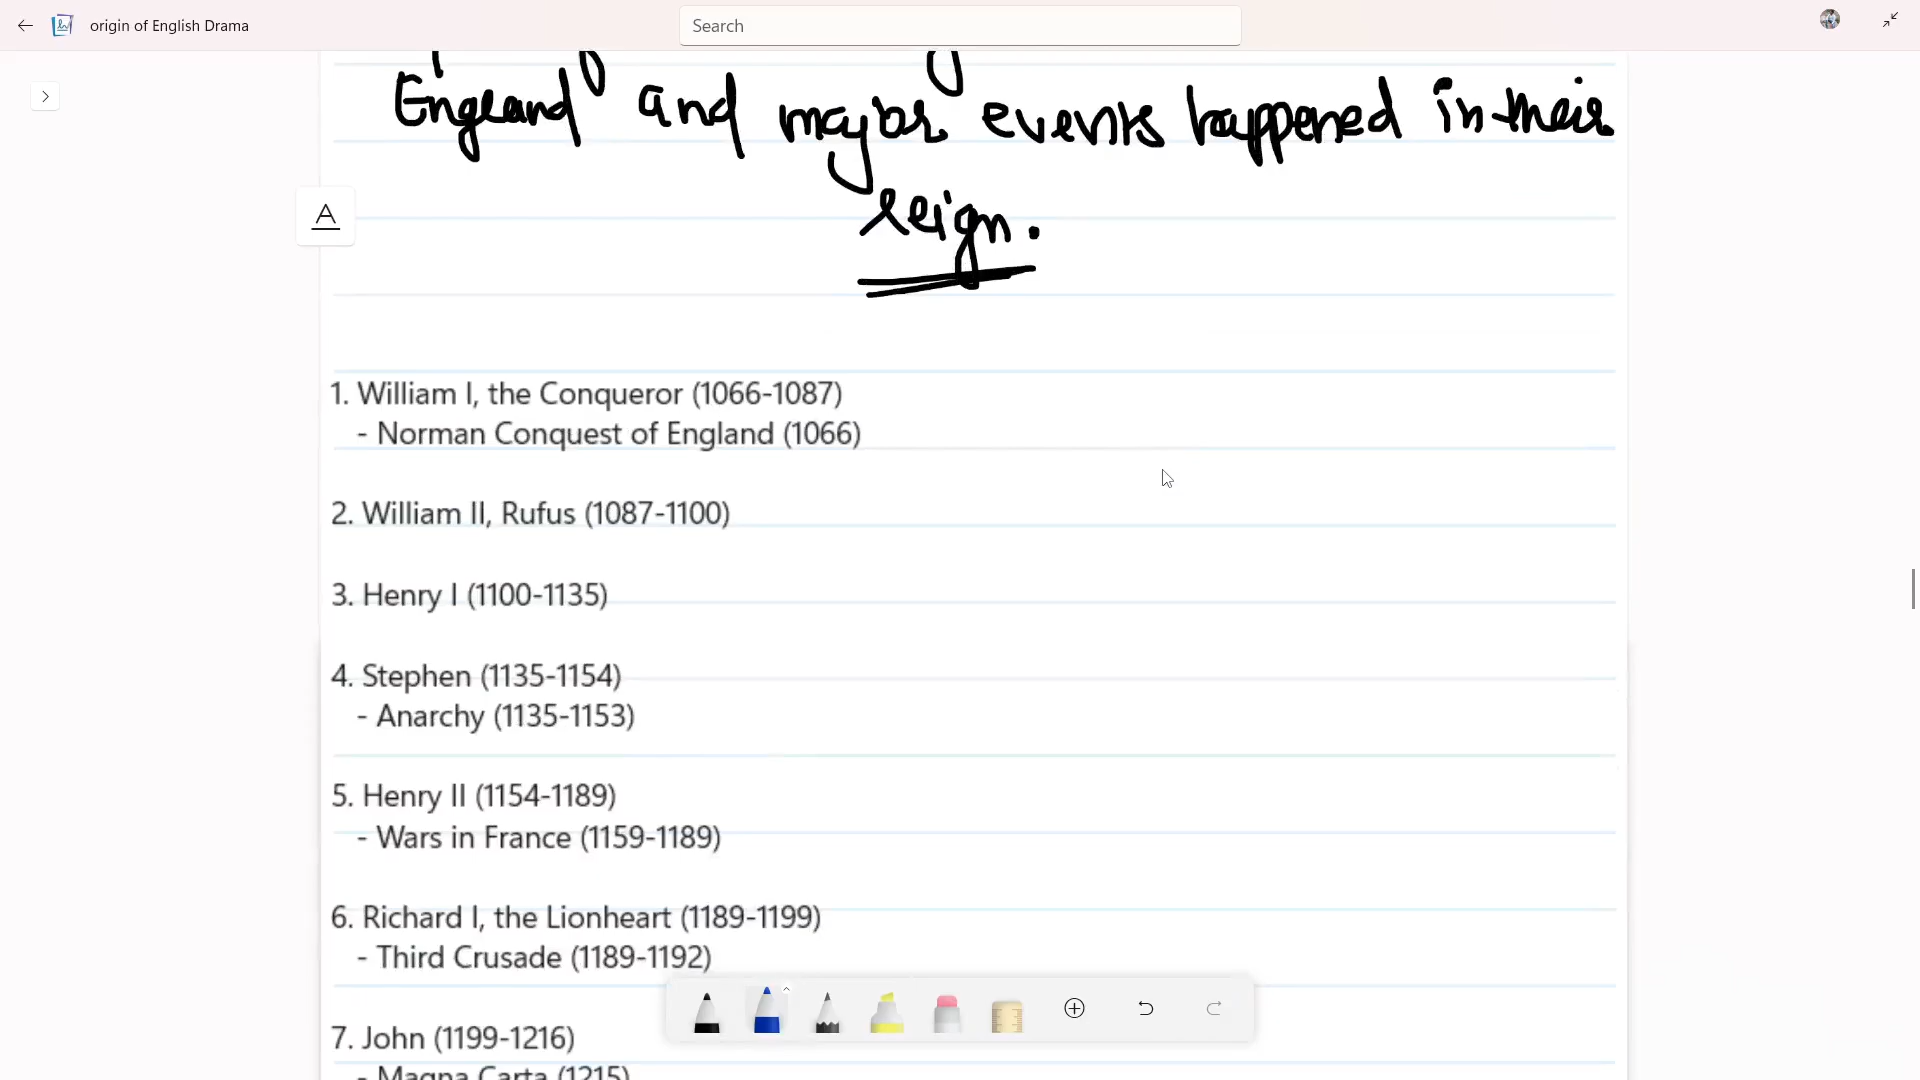 origin of English Drama
Search
England and major events happened in their
reign.
1. William I, the Conqueror (1066-1087)
- Norman Conquest of England (1066)
2. William II, Rufus (1087-1100)
3. Henry I (1100-1135)
4. Stephen (1135-1154)
- Anarchy (1135-1153)
5. Henry II (1154-1189)
- Wars in France (1159-1189)
6. Richard I, the Lionheart (1189-1199)
- Third Crusade (1189-1192)
7. John (1199-1216)
- Magna Carta (1215)